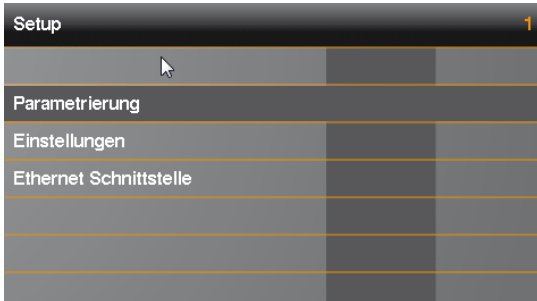 Setup 1
Parametrierung
Einstellungen
Ethernet Schnittstelle